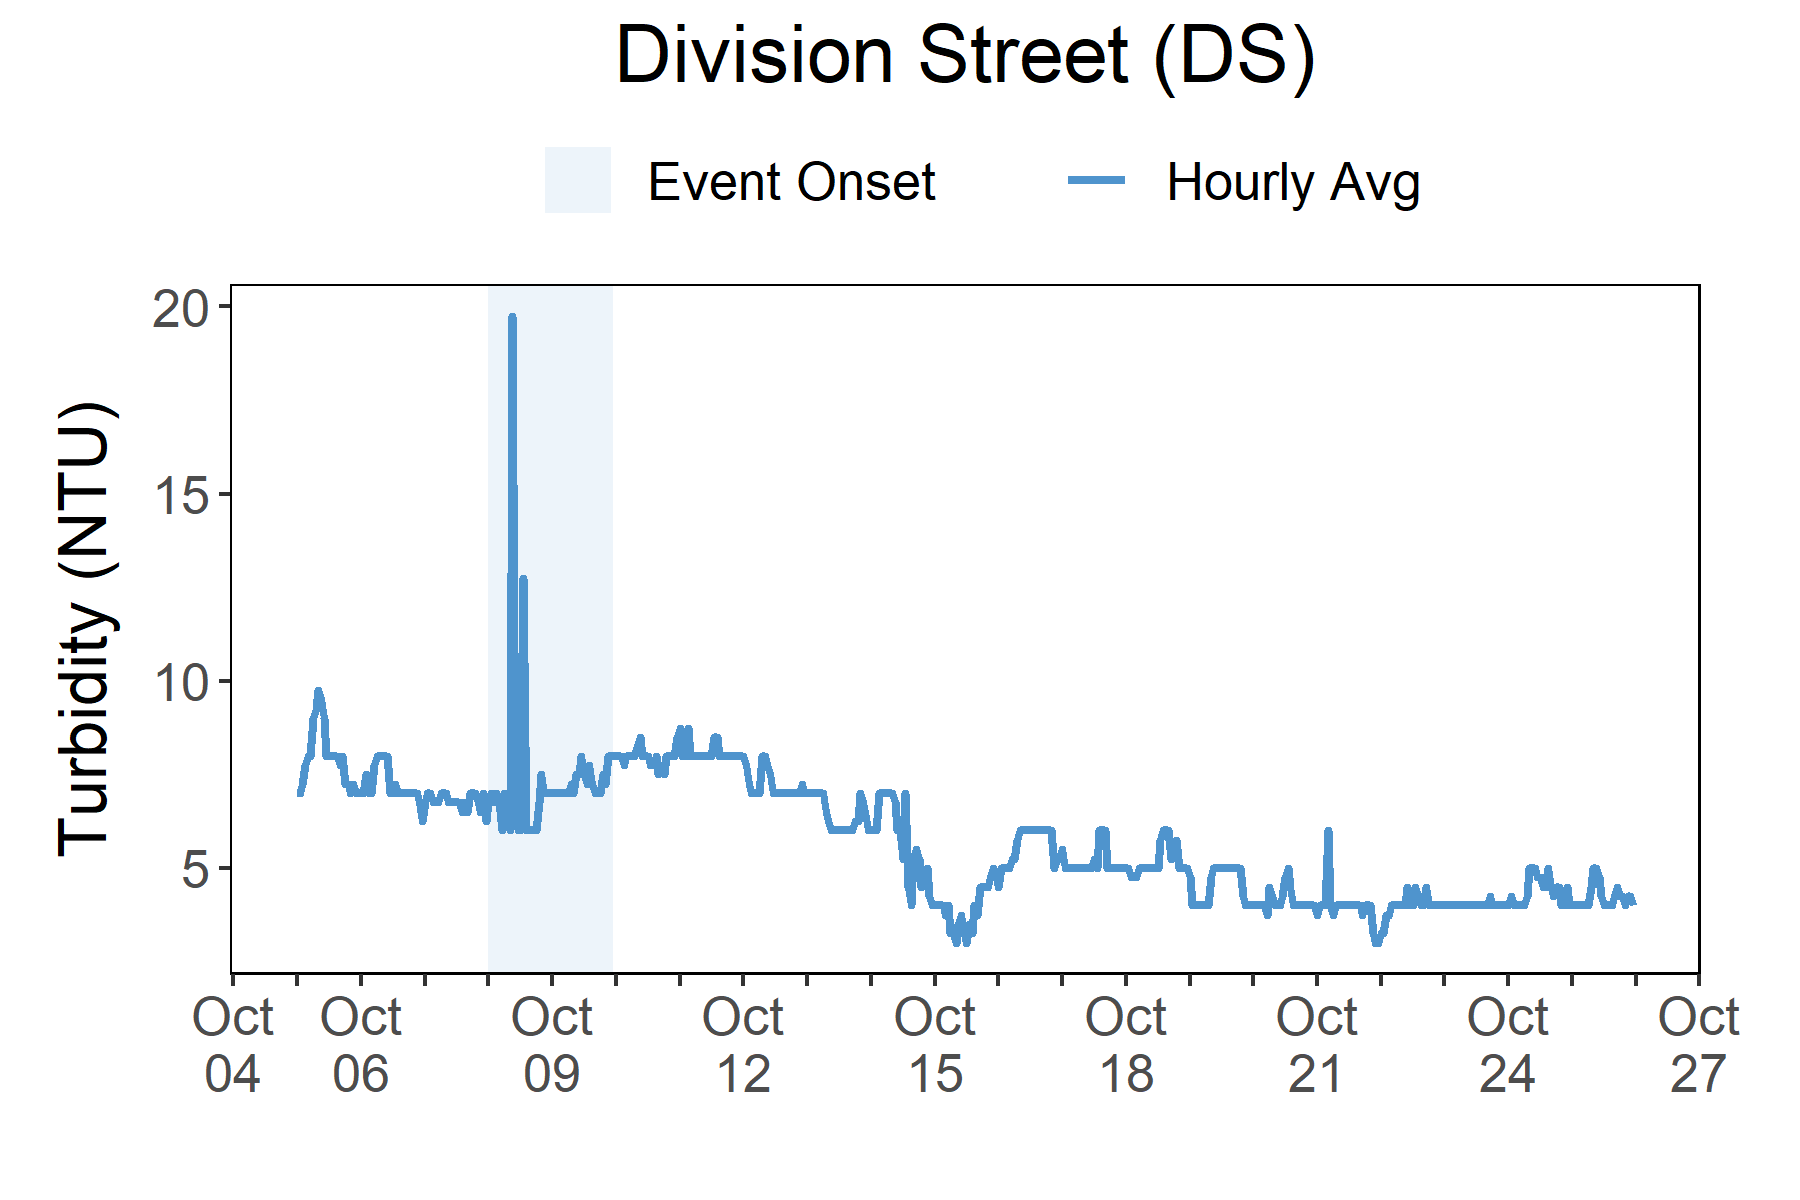 Division Street (DS)
Event Onset Hourly Avg
Turbidity (NTU)
20
15
10
5
Oct Oct Oct Oct Oct Oct Oct Oct Oct
04 06 09 12 15 18 21 24 27